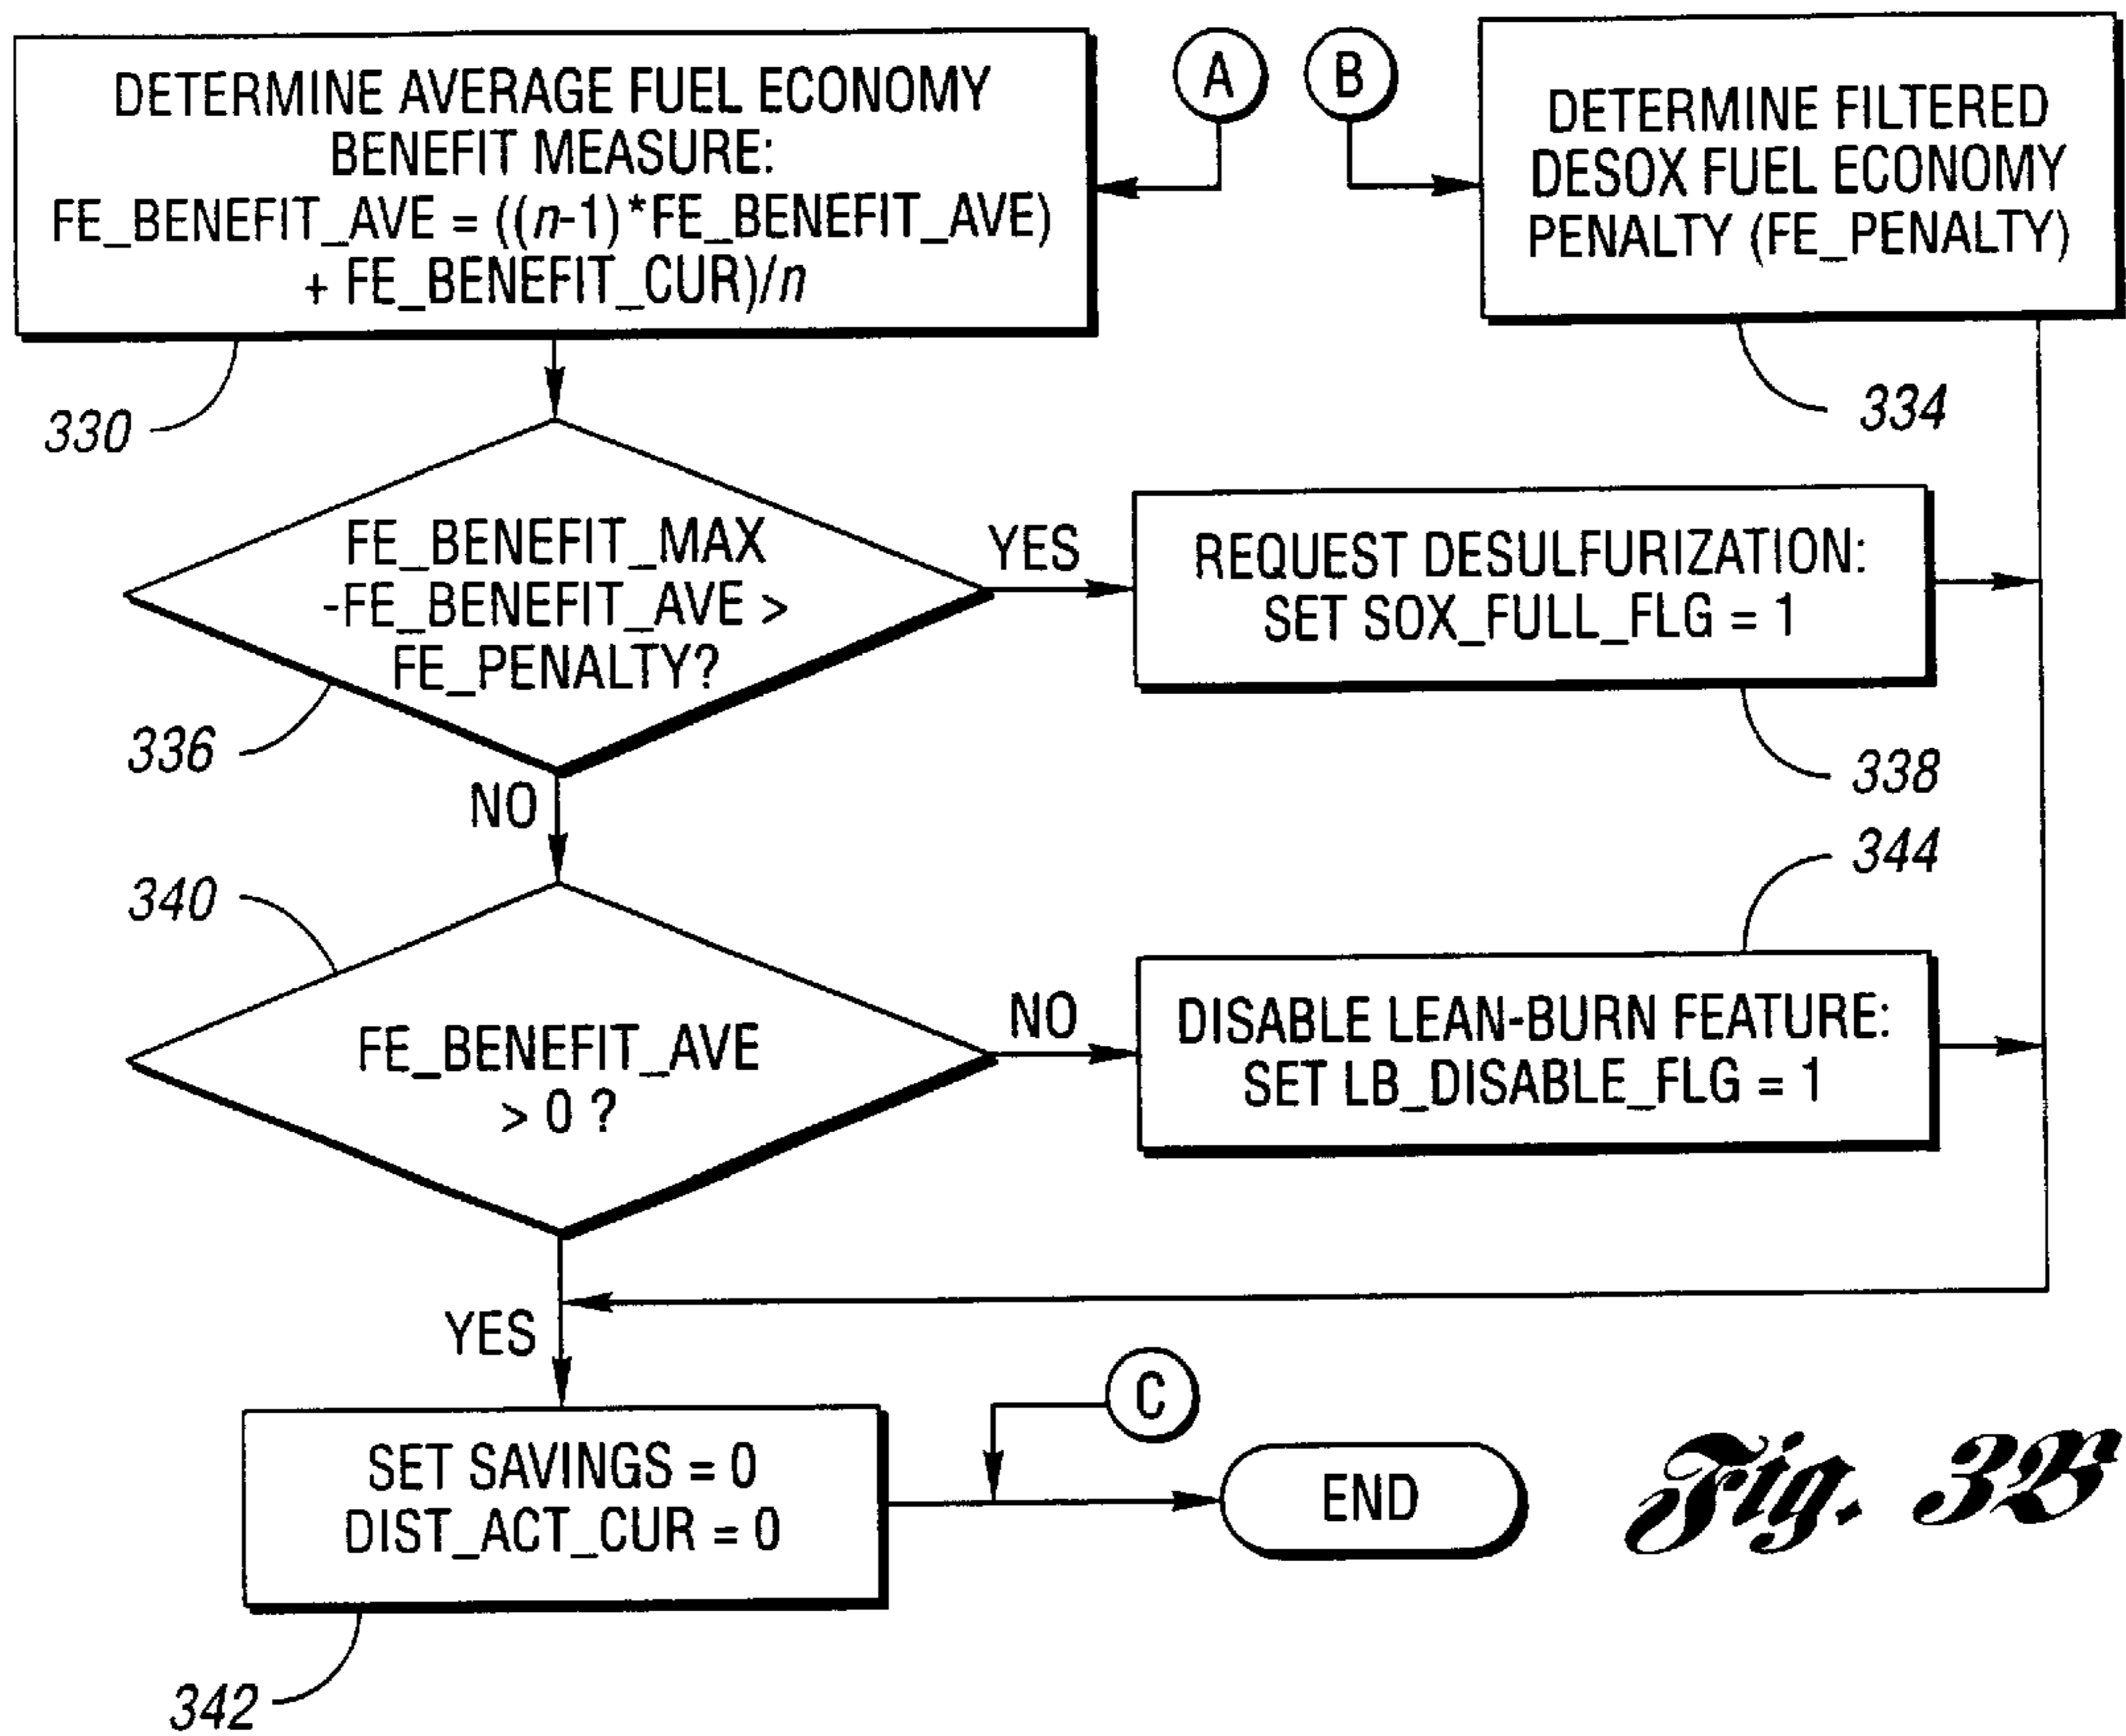 DETERMINE AVERAGE FUEL ECONOMY
BENEFIT MEASURE:
FE_BENEFIT_AVE = ((n-1)*FE_BENEFIT_AVE)
+ FE_BENEFIT_CUR)/n
A
B
DETERMINE FILTERED
DESOX FUEL ECONOMY
PENALTY (FE_PENALTY)
330
334
FE_BENEFIT_MAX
-FE_BENEFIT_AVE >
FE_PENALTY?
YES
REQUEST DESULFURIZATION:
SET SOX_FULL_FLG = 1
336
338
NO
344
340
FE_BENEFIT_AVE
> 0 ?
NO
DISABLE LEAN-BURN FEATURE:
SET LB_DISABLE_FLG = 1
YES
C
SET SAVINGS = 0
DIST_ACT_CUR = 0
END
Fig. 3B
342